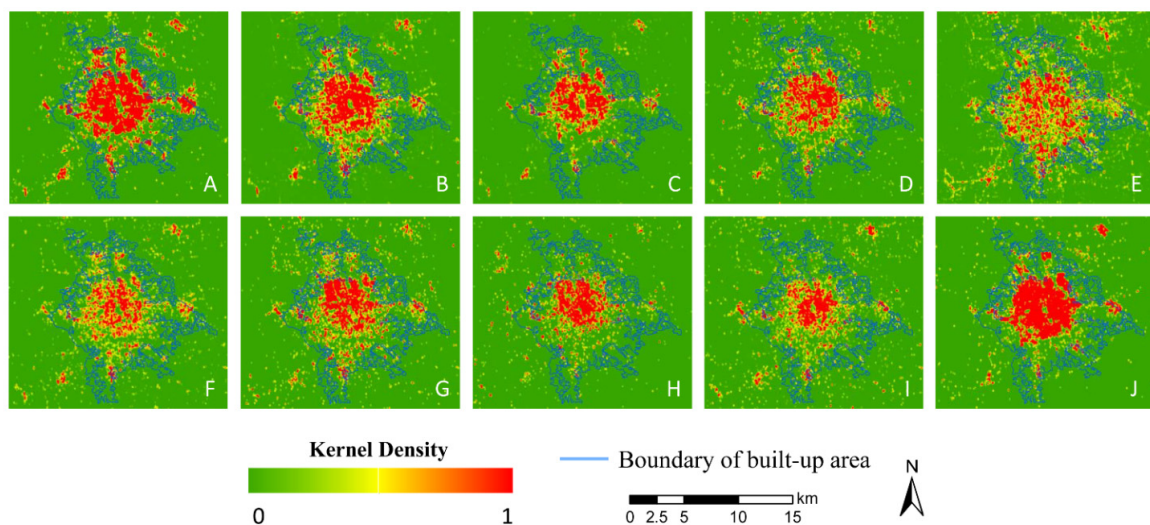 A B C D E
F G H I J
Kernel Density
0 1
Boundary of built-up area
N
km
0 2.5 5 10 15